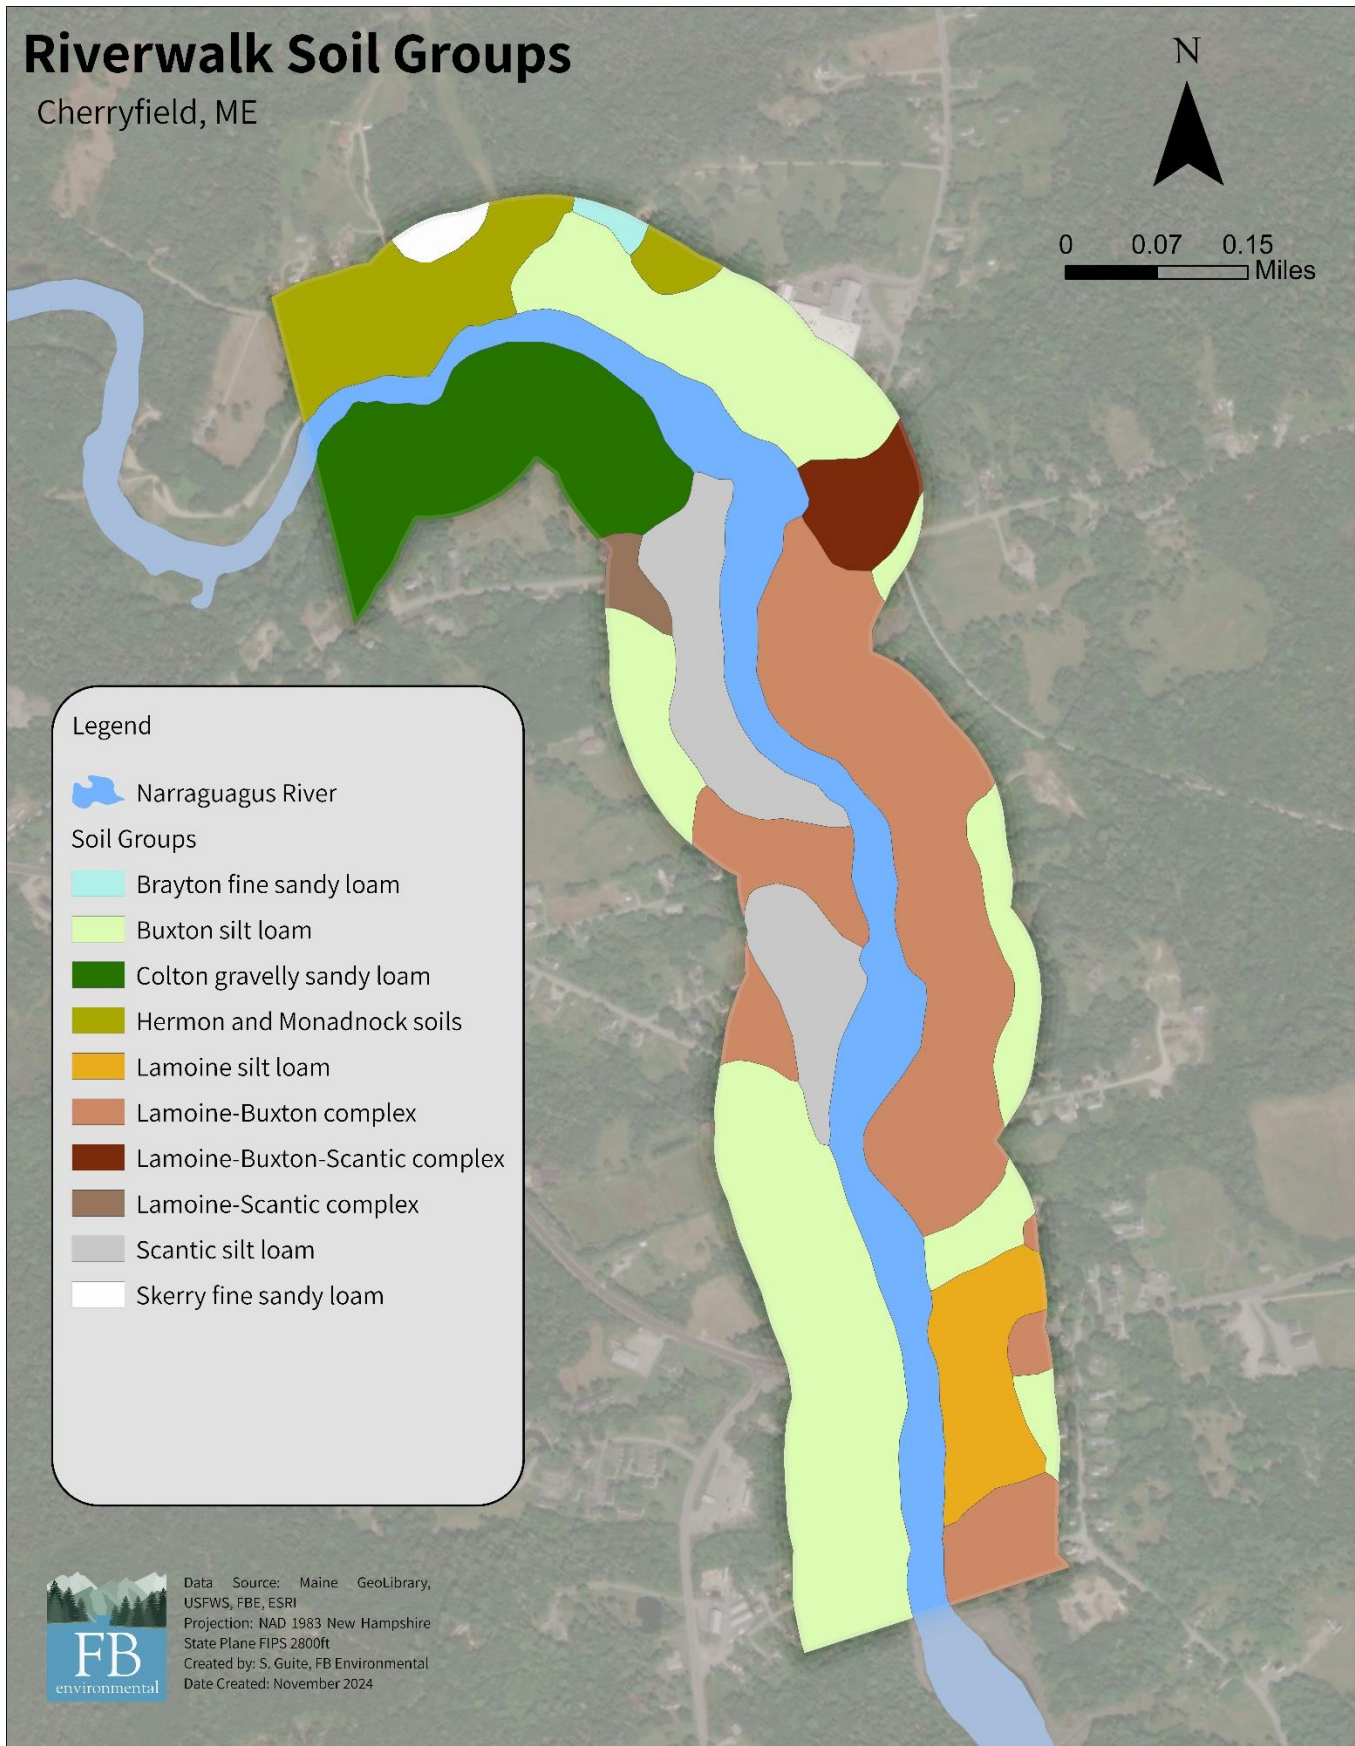 Riverwalk Soil Groups
Cherryfield, ME
N
0 0.07 0.15
Miles
Legend
Narraguagus River
Soil Groups
Brayton fine sandy loam
Buxton silt loam
Colton gravelly sandy loam
Hermon and Monadnock soils
Lamoine silt loam
Lamoine-Buxton complex
Lamoine-Buxton-Scantic complex
Lamoine-Scantic complex
Scantic silt loam
Skerry fine sandy loam
FB
environmental
Data Source: Maine GeoLibrary,
USFWS, FBE, ESRI
Projection: NAD 1983 New Hampshire
State Plane FIPS 2800ft
Created by: S. Guite, FB Environmental
Date Created: November 2024